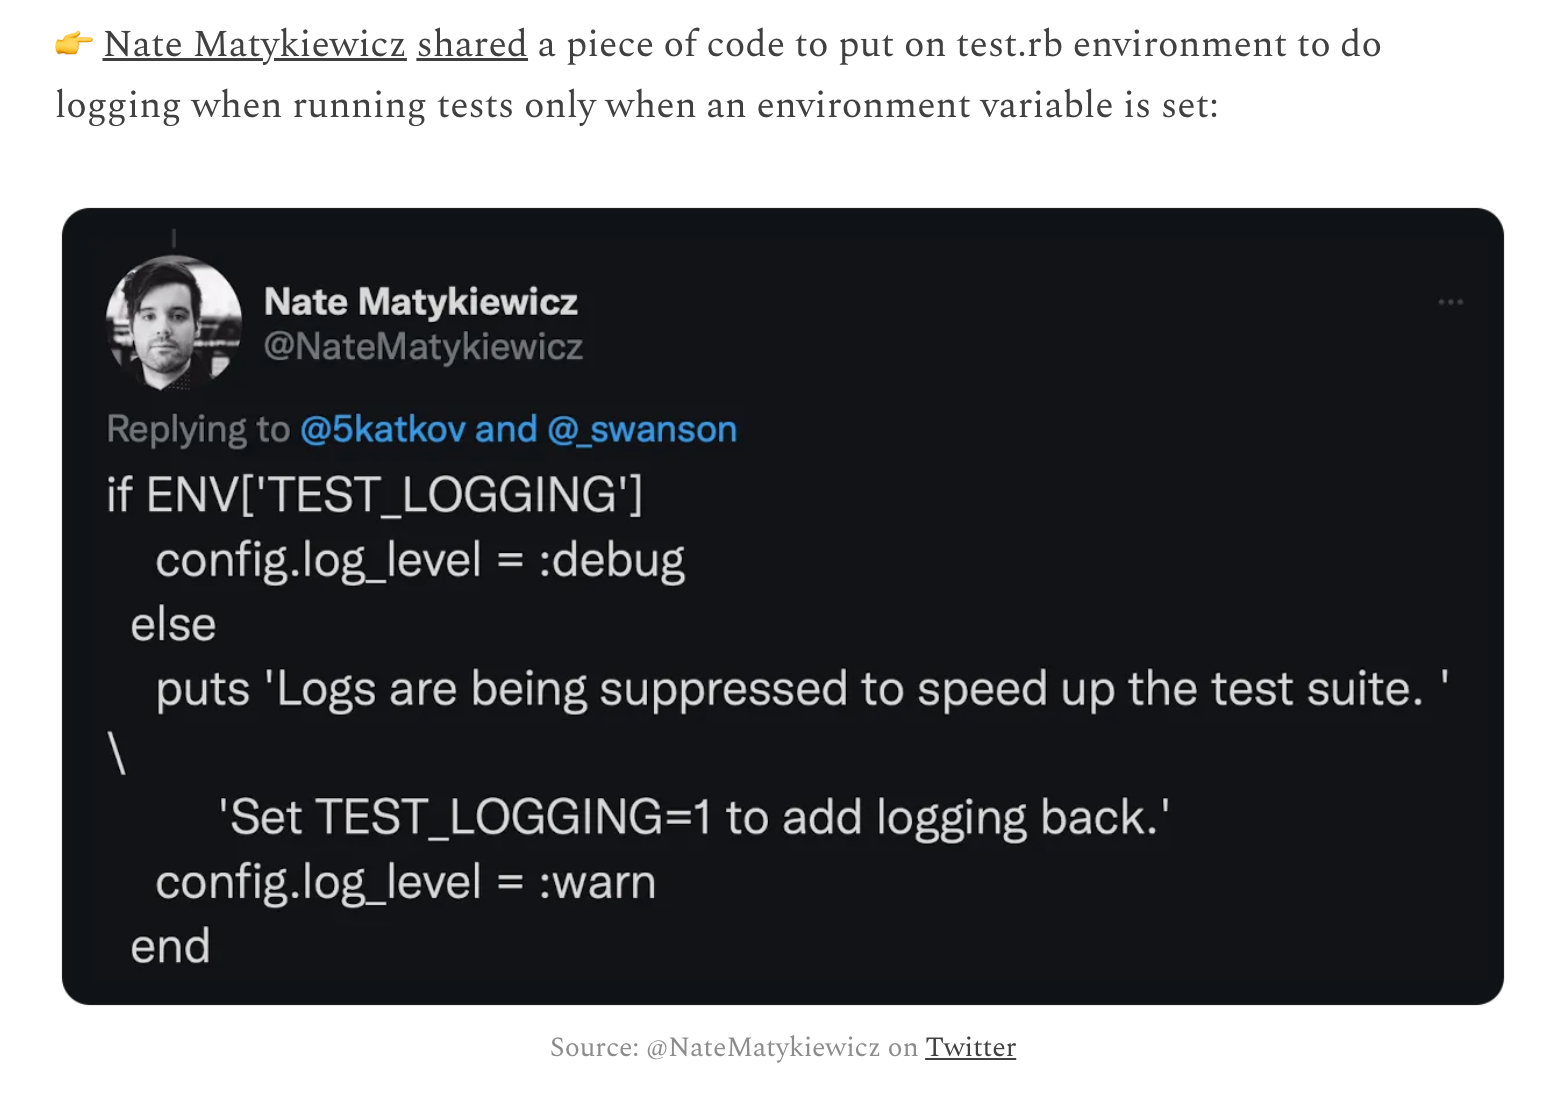 👉 Nate Matykiewicz shared a piece of code to put on test.rb environment to do
logging when running tests only when an environment variable is set:
Nate Matykiewicz
@NateMatykiewicz
Replying to @5katkov and @_swanson
if ENV['TEST_LOGGING']
config.log_level = :debug
else
puts 'Logs are being suppressed to speed up the test suite. '
\
'Set TEST_LOGGING=1 to add logging back.'
config.log_level = :warn
end
Source: @NateMatykiewicz on Twitter